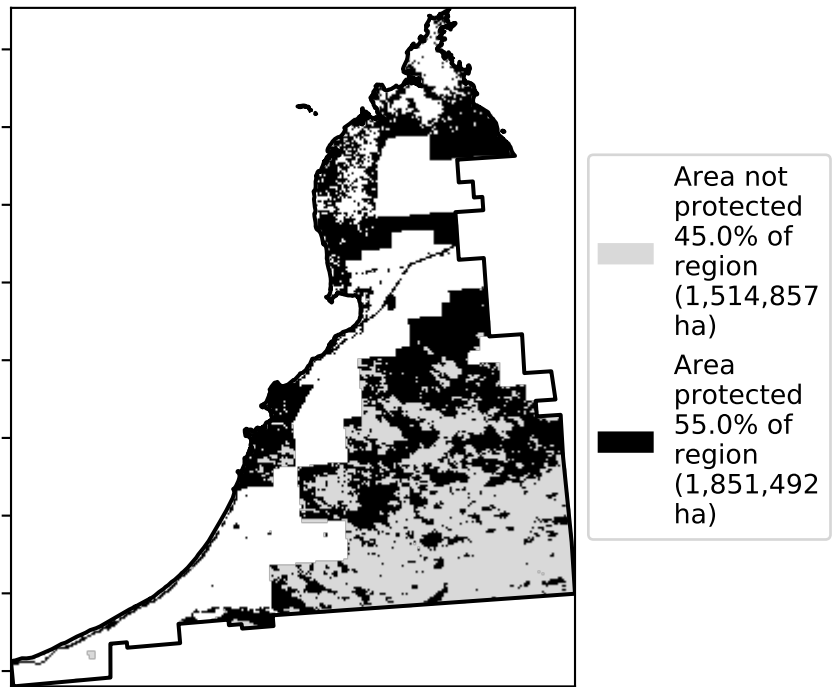 Area not
protected
45.0% of
region
(1,514,857
ha)
Area
protected
55.0% of
region
(1,851,492
ha)